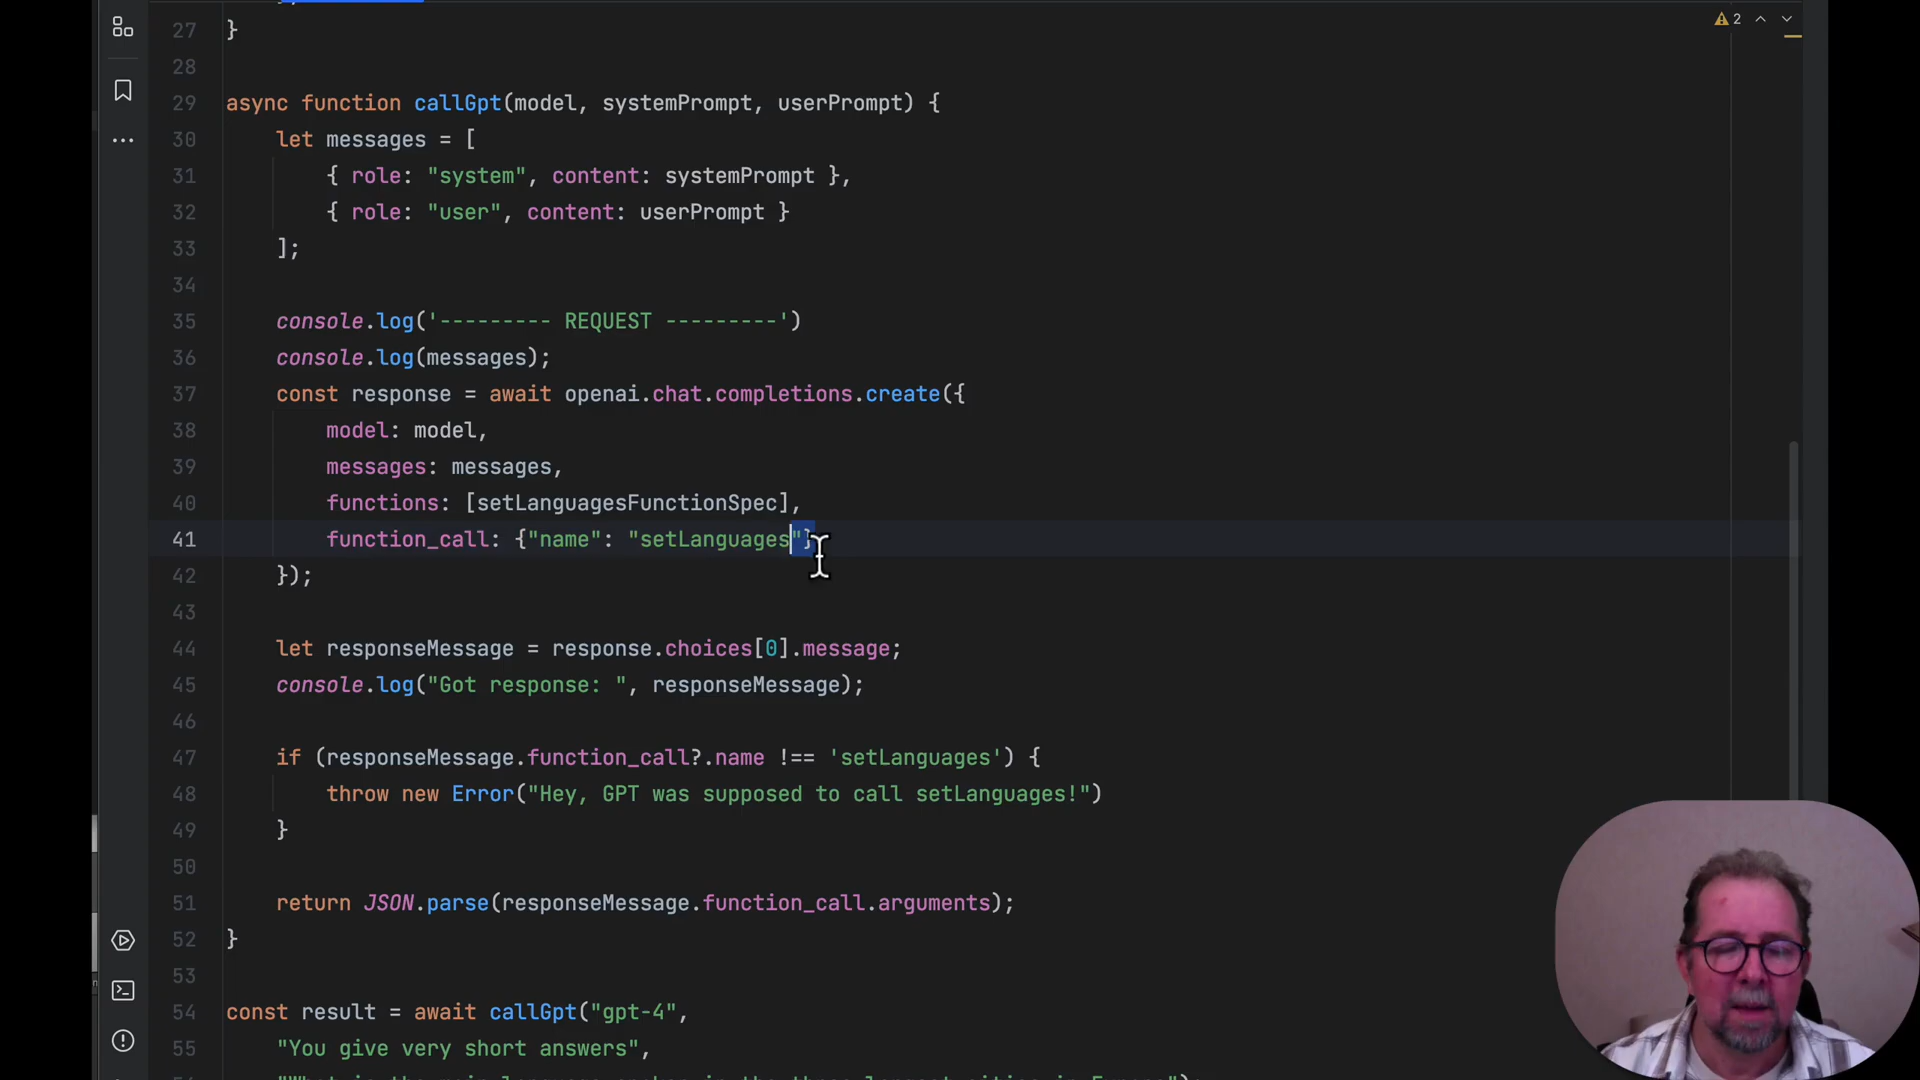 2
27 }
28
29 async function callGpt(model, systemPrompt, userPrompt) {
30 let messages = [
31 { role: "system", content: systemPrompt },
32 { role: "user", content: userPrompt }
33 ];
34
35 console.log('--------- REQUEST ---------')
36 console.log(messages);
37 const response = await openai.chat.completions.create({
38 model: model,
39 messages: messages,
40 functions: [setLanguagesFunctionSpec],
41 function_call: {"name": "setLanguages"}
42 });
43
44 let responseMessage = response.choices[0].message;
45 console.log("Got response: ", responseMessage);
46
47 if (responseMessage.function_call?.name !== 'setLanguages') {
48 throw new Error("Hey, GPT was supposed to call setLanguages!")
49 }
50
51 return JSON.parse(responseMessage.function_call.arguments);
52 }
53
54 const result = await callGpt("gpt-4",
55 "You give very short answers",